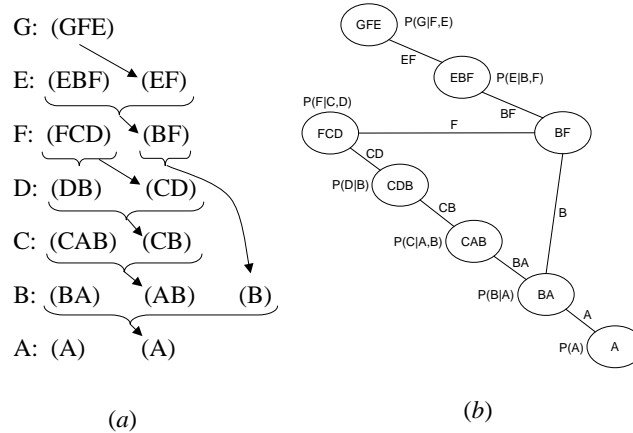 G: (GFE)
E: (EBF) (EF)
F: (FCD) (BF)
D: (DB) (CD)
C: (CAB) (CB)
B: (BA) (AB) (B)
A: (A) (A)
(a)
GFE P(G|F,E)
EF
EBF P(E|B,F)
BF
P(F|C,D)
FCD F BF
CD
P(D|B) CDB
CB B
P(C|A,B) CAB
BA
P(B|A) BA
A
P(A) A
(b)